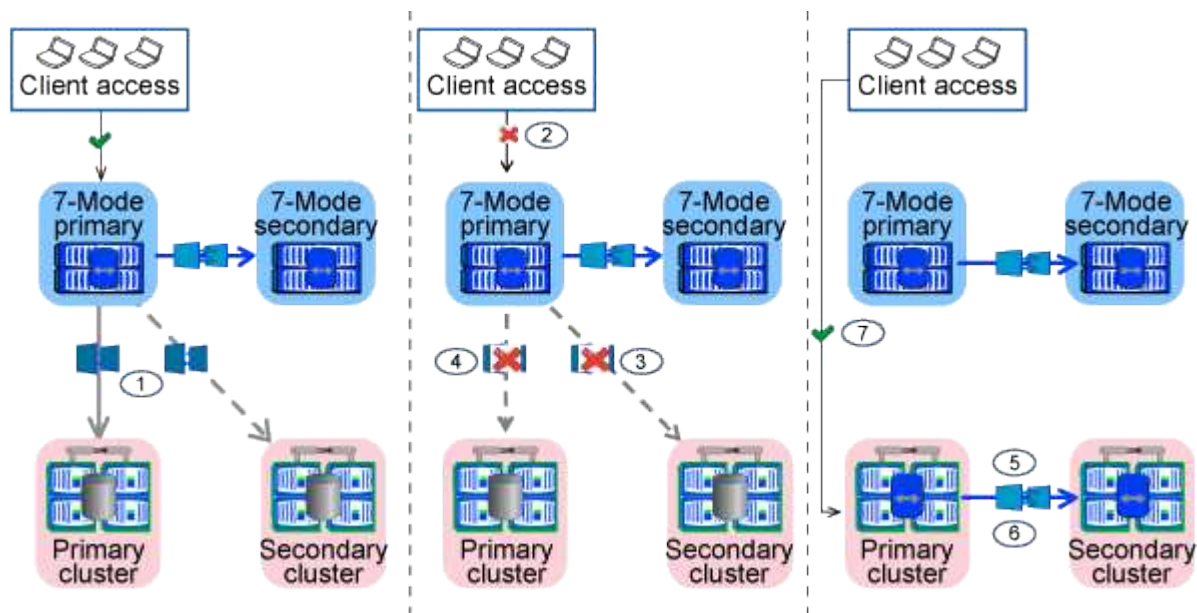 Client access
7-Mode
primary
7-Mode
secondary
1
Primary
cluster
Secondary
cluster
Client access
2
7-Mode
primary
7-Mode
secondary
4
3
Primary
cluster
Secondary
cluster
Client access
7-Mode
primary
7-Mode
secondary
7
5
6
Primary
cluster
Secondary
cluster